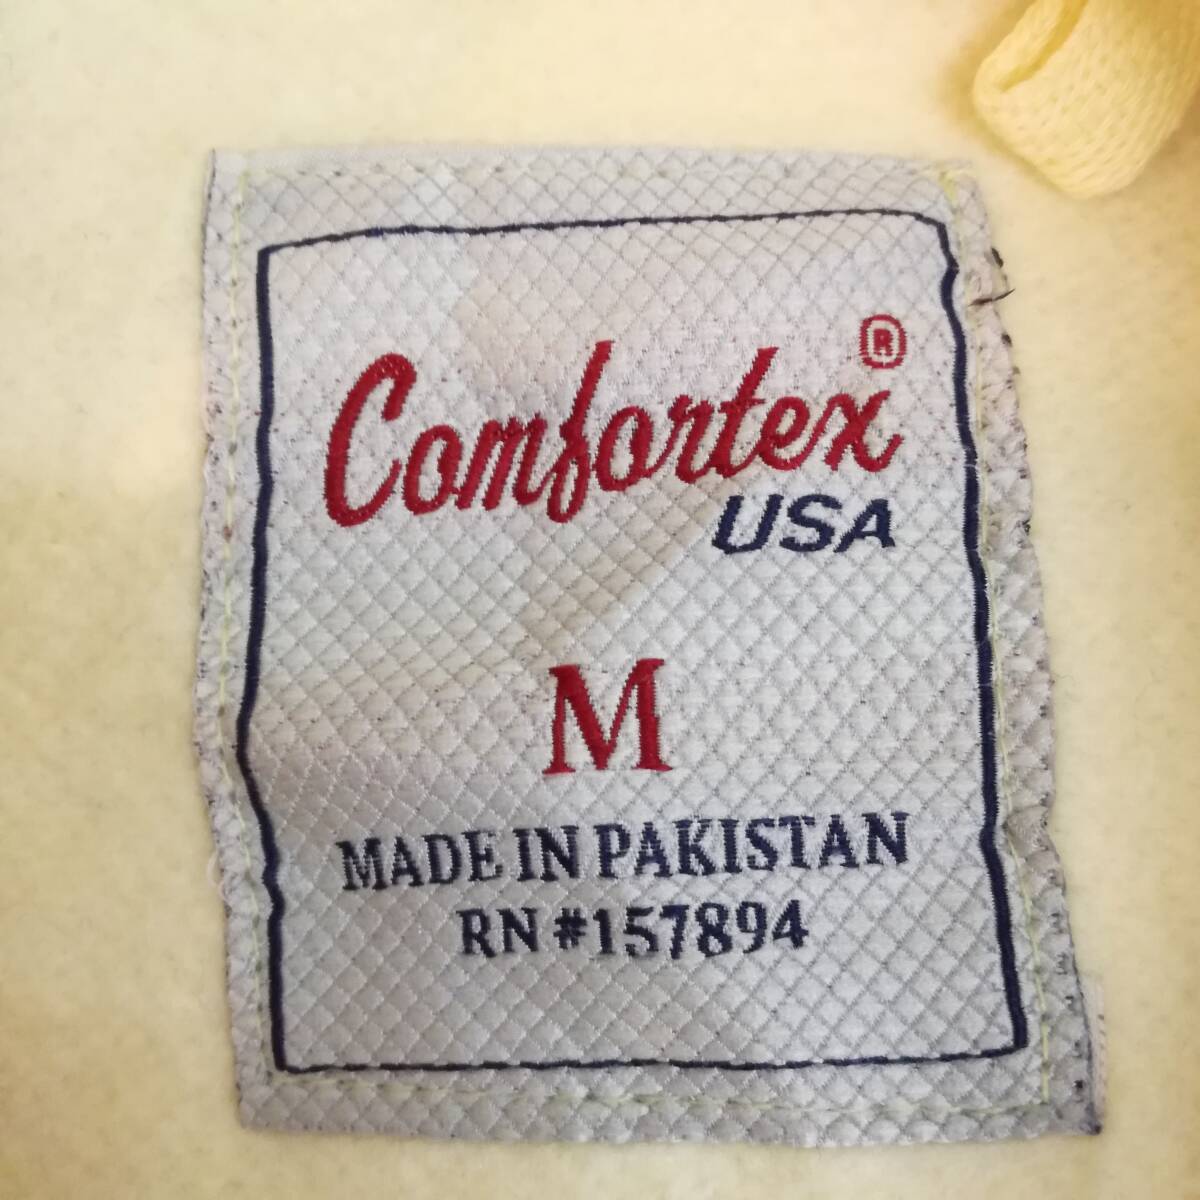 Comfortex®
USA
M
MADE IN PAKISTAN
RN #157894